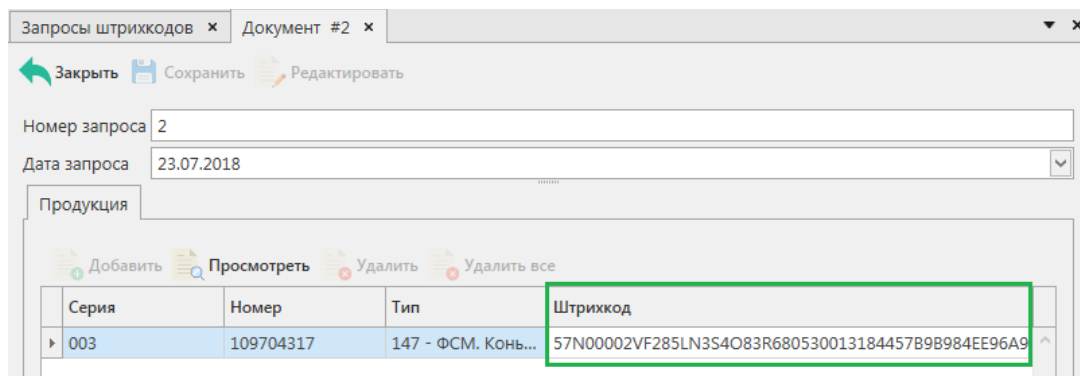 Запросы штрихкодов × Документ #2 ×
Закрыть Сохранить Редактировать
Номер запроса 2
Дата запроса 23.07.2018
Продукция
Добавить Просмотреть Удалить Удалить все
Серия Номер Тип Штрихкод
003 109704317 147 - ФСМ. Конь... 57N00002VF285LN3S4O83R680530013184457B9B984EE96A9